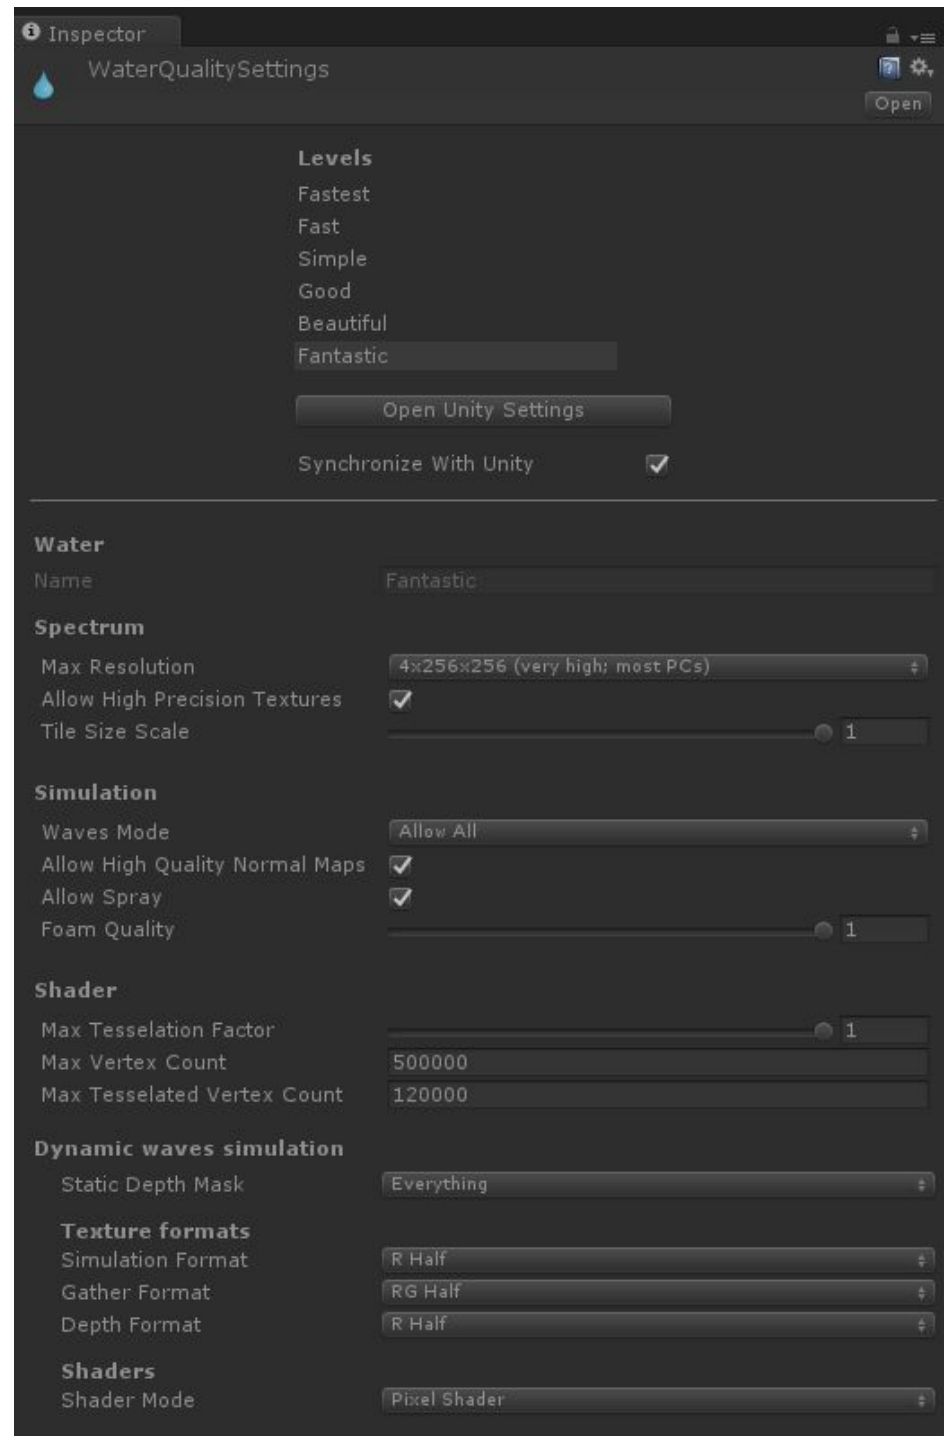 Inspector
WaterQualitySettings
Open
Levels
Fastest
Fast
Simple
Good
Beautiful
Fantastic
Open Unity Settings
Synchronize With Unity
Water
Name Fantastic
Spectrum
Max Resolution 4x256x256 (very high; most PCs)
Allow High Precision Textures
Tile Size Scale 1
Simulation
Waves Mode Allow All
Allow High Quality Normal Maps
Allow Spray
Foam Quality 1
Shader
Max Tesselation Factor 1
Max Vertex Count 500000
Max Tesselated Vertex Count 120000
Dynamic waves simulation
Static Depth Mask Everything
Texture formats
Simulation Format R Half
Gather Format RG Half
Depth Format R Half
Shaders
Shader Mode Pixel Shader